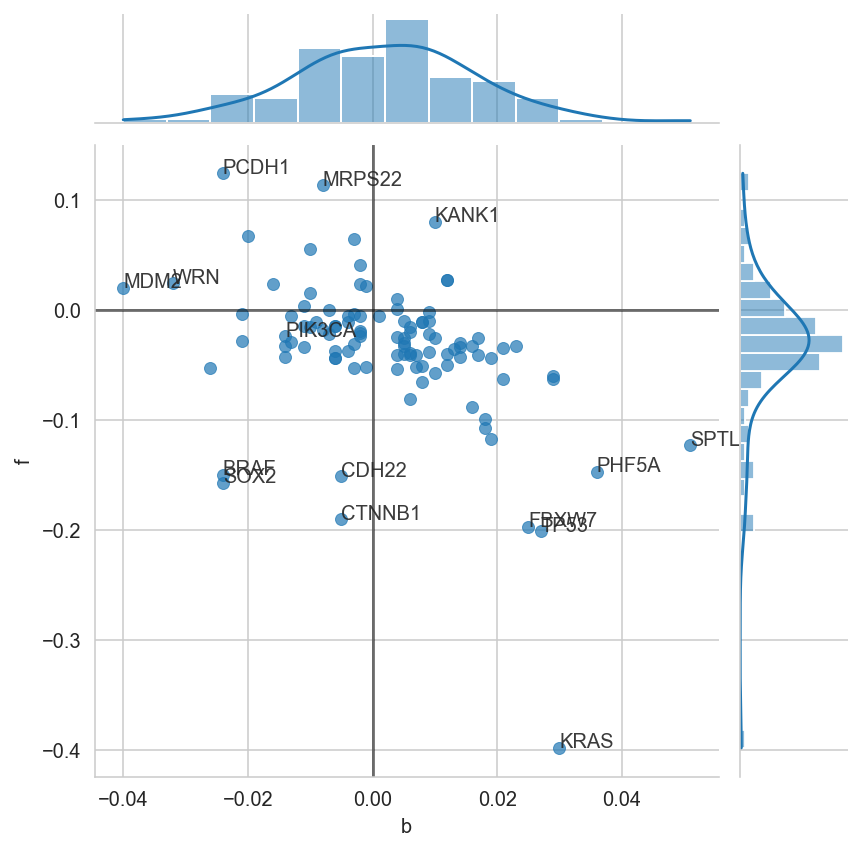 PCDH1
MRPS22
KANK1
MDM2
WRN
PIK3CA
BRAF
SOX2
CDH22
CTNNB1
SPTL
PHF5A
FBXW7
TP53
KRAS
0.1
0.0
−0.1
−0.2
−0.3
−0.4
f
−0.04
−0.02
0.00
0.02
0.04
b